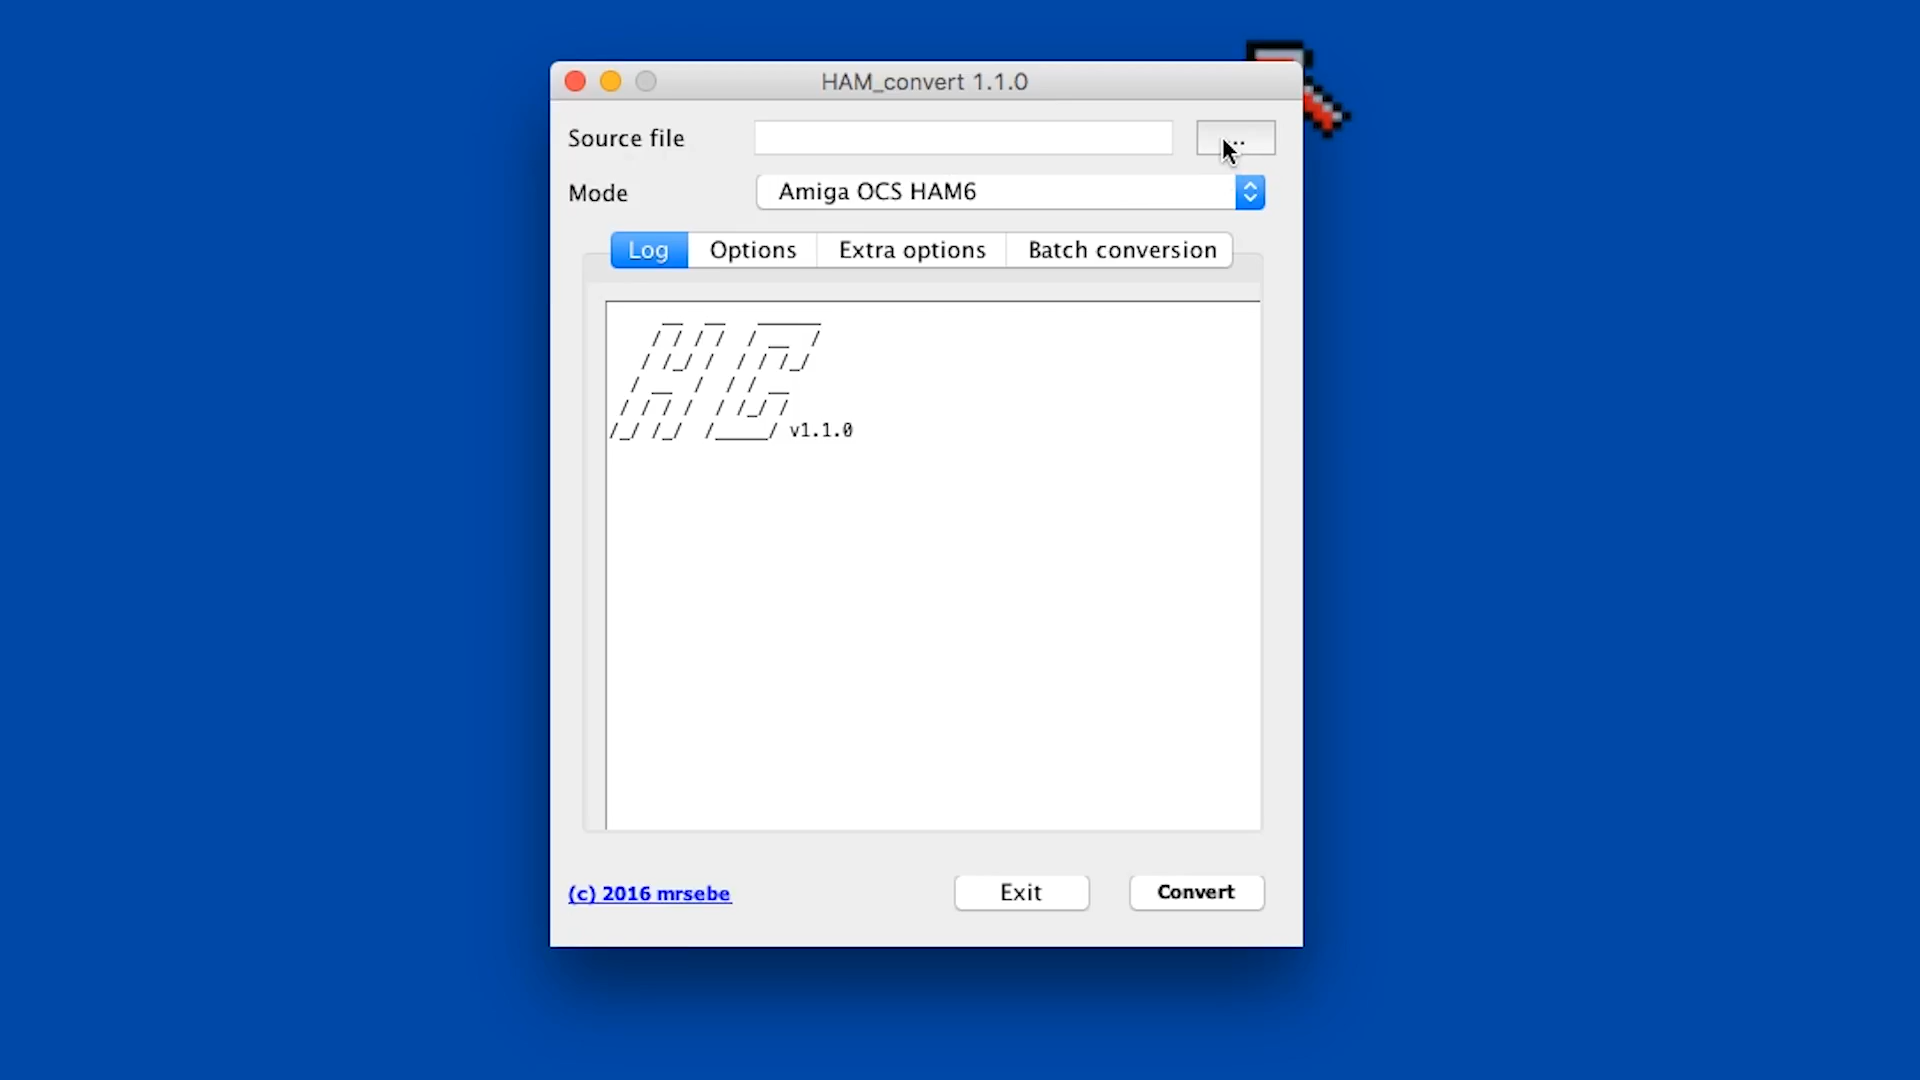 HAM_convert 1.1.0
Source file
...
Mode
Amiga OCS HAM6
Log
Options
Extra options
Batch conversion
HC
v1.1.0
(c) 2016 mrsebe
Exit
Convert